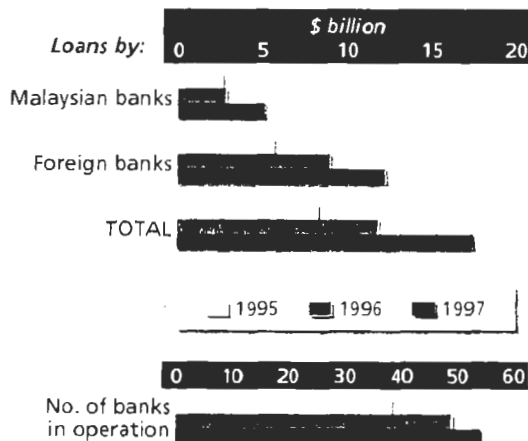 $ billion
Loans by: 0 5 10 15 20
Malaysian banks
Foreign banks
TOTAL
1995 1996 1997
0 10 20 30 40 50 60
No. of banks
in operation